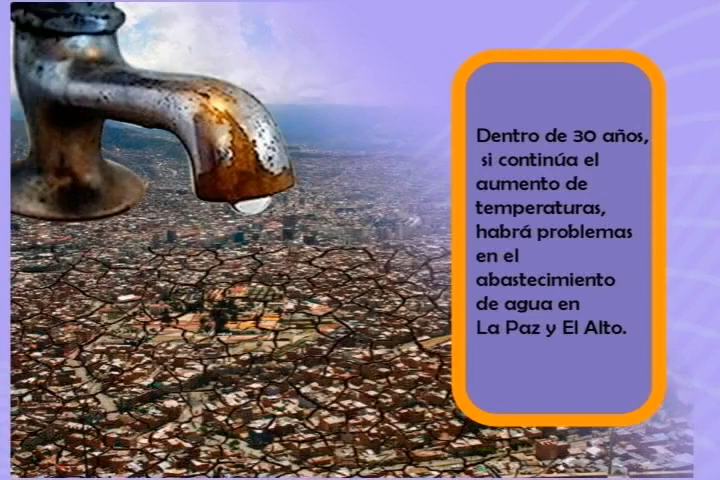 Dentro de 30 años,
si continúa el
aumento de
temperaturas,
habrá problemas
en el
abastecimiento
de agua en
La Paz y El Alto.